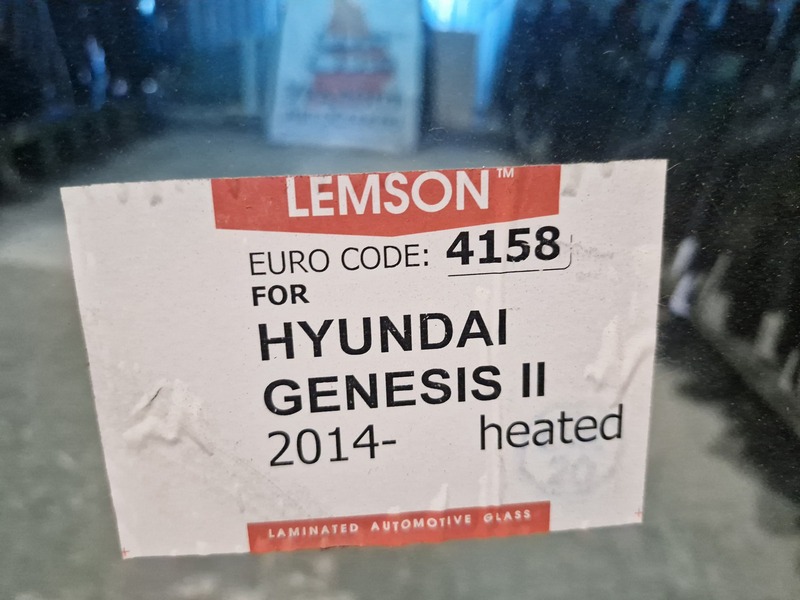 LEMSON™
EURO CODE: 4158
FOR
HYUNDAI
GENESIS II
2014- heated
LAMINATED AUTOMOTIVE GLASS